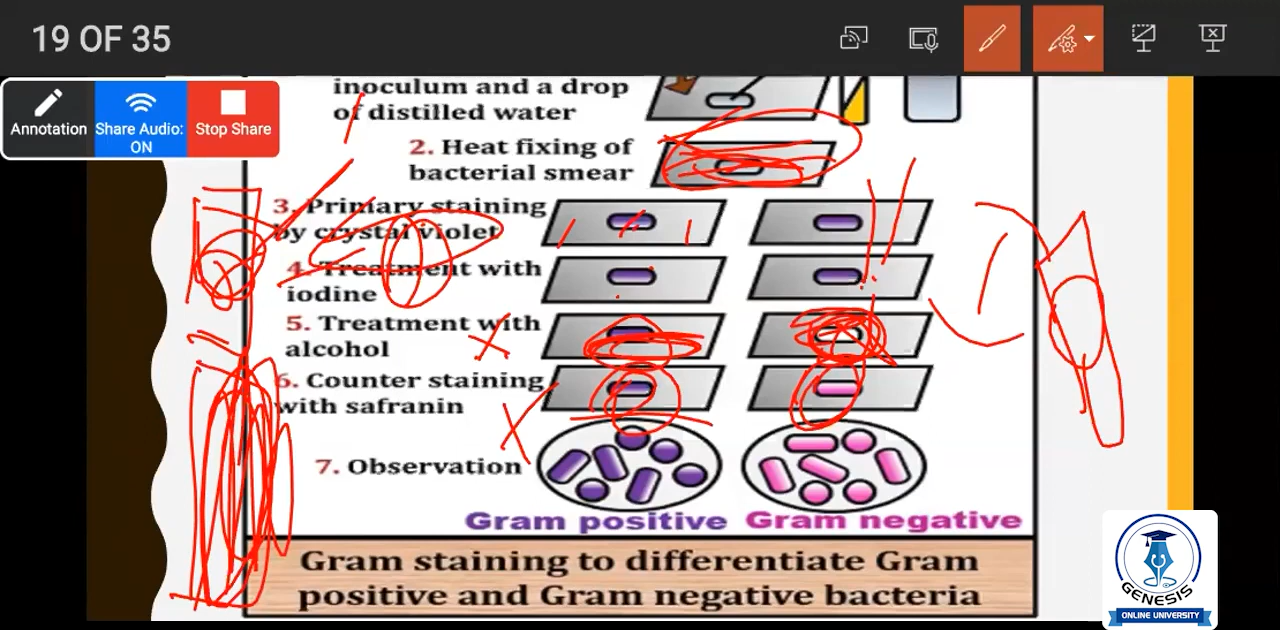 19 OF 35
Annotation
Share Audio:
ON
Stop Share
inoculum and a drop
of distilled water
2. Heat fixing of
bacterial smear
3. Primary staining
by crystal violet
4. Treatment with
iodine
5. Treatment with
alcohol
6. Counter staining
with safranin
7. Observation
Gram positive Gram negative
Gram staining to differentiate Gram
positive and Gram negative bacteria
GENESIS
ONLINE UNIVERSITY